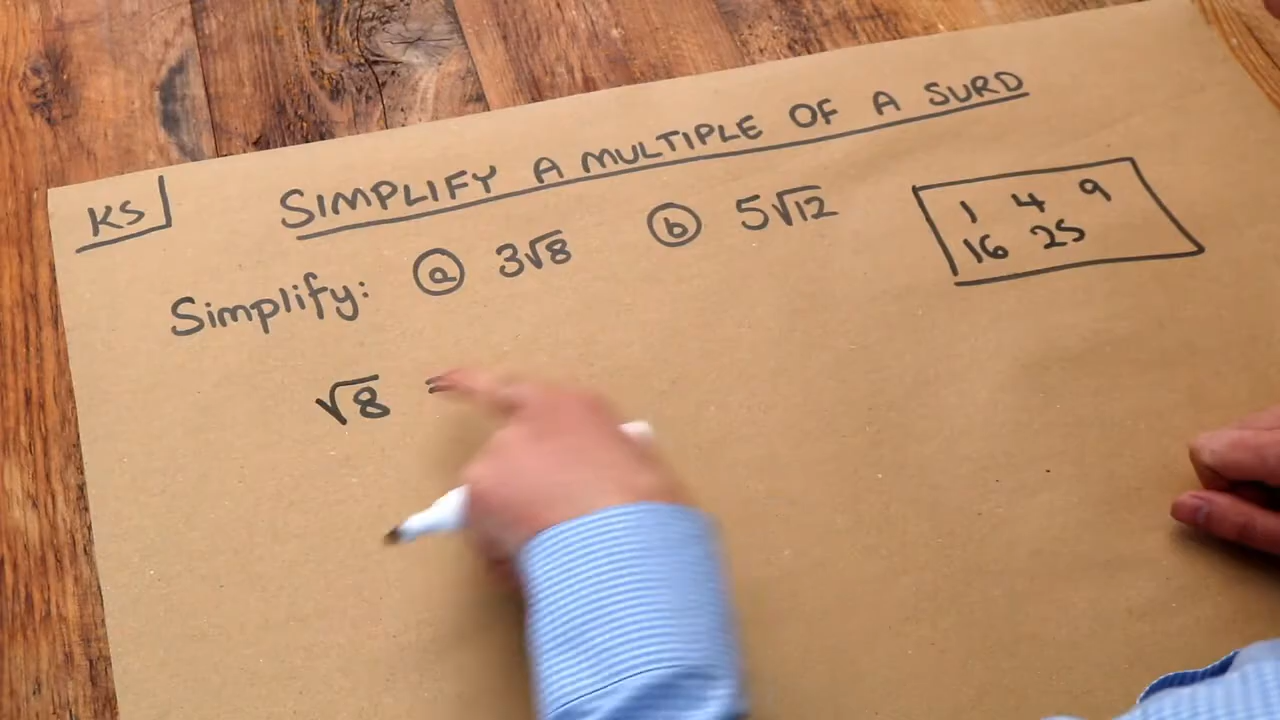 KS
SIMPLIFY A MULTIPLE OF A SURD
Simplify: (a) 3√8 (b) 5√12
1 4 9
16 25
√8 =